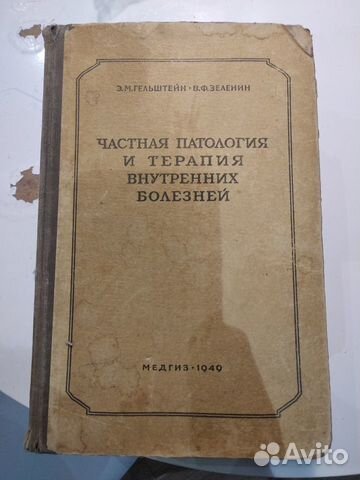 Э.М.ГЕЛЬШТЕЙН • В.Ф.ЗЕЛЕНИН
ЧАСТНАЯ ПАТОЛОГИЯ
И ТЕРАПИЯ
ВНУТРЕННИХ
БОЛЕЗНЕЙ
МЕДГИЗ • 1949
Avito